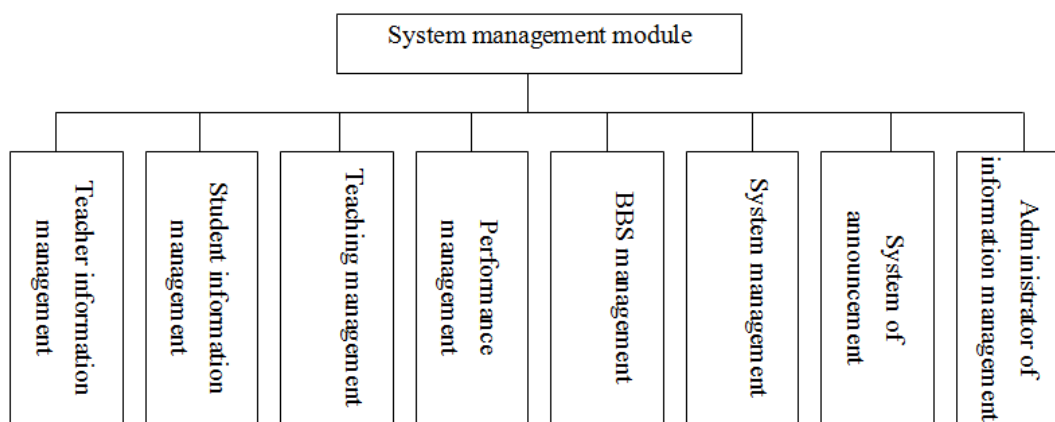 System management module
Teacher information
management
Student information
management
Teaching management
Performance
management
BBS management
System management
System of
announcement
Administrator of
information management